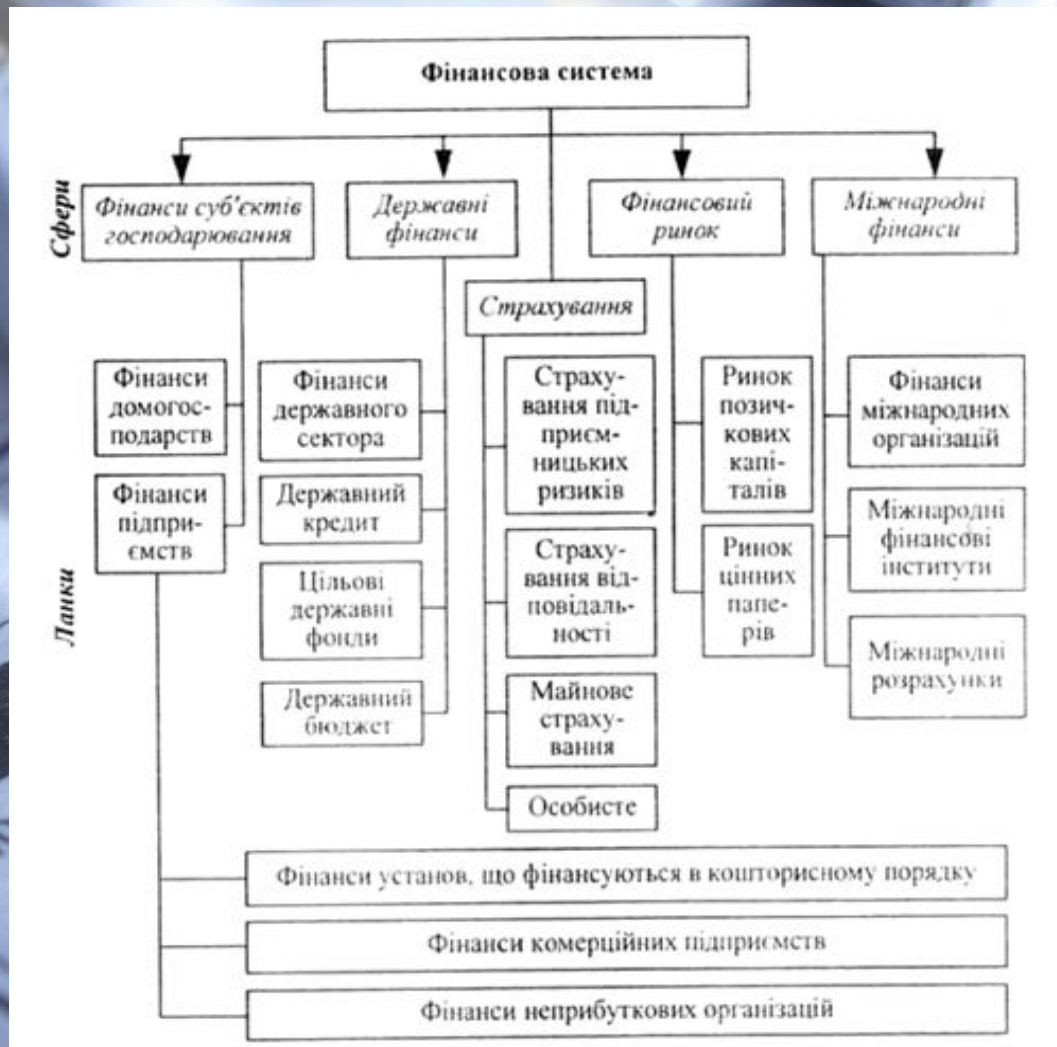 Фінансова система
Сфери
Фінанси суб’єктів
господарювання
Державні
фінанси
Фінансовий
ринок
Міжнародні
фінанси
Страхування
Ланки
Фінанси
домогос-
подарств
Фінанси
підпри-
ємств
Фінанси
державного
сектора
Державний
кредит
Цільові
державні
фонди
Державний
бюджет
Страху-
вання під-
приєм-
ницьких
ризиків
Страху-
вання від-
повідаль-
ності
Майнове
страху-
вання
Особисте
Ринок
позич-
кових
капі-
талів
Ринок
цінних
папе-
рів
Фінанси
міжнародних
організацій
Міжнародні
фінансові
інститути
Міжнародні
розрахунки
Фінанси установ, що фінансуються в кошторисному порядку
Фінанси комерційних підприємств
Фінанси неприбуткових організацій